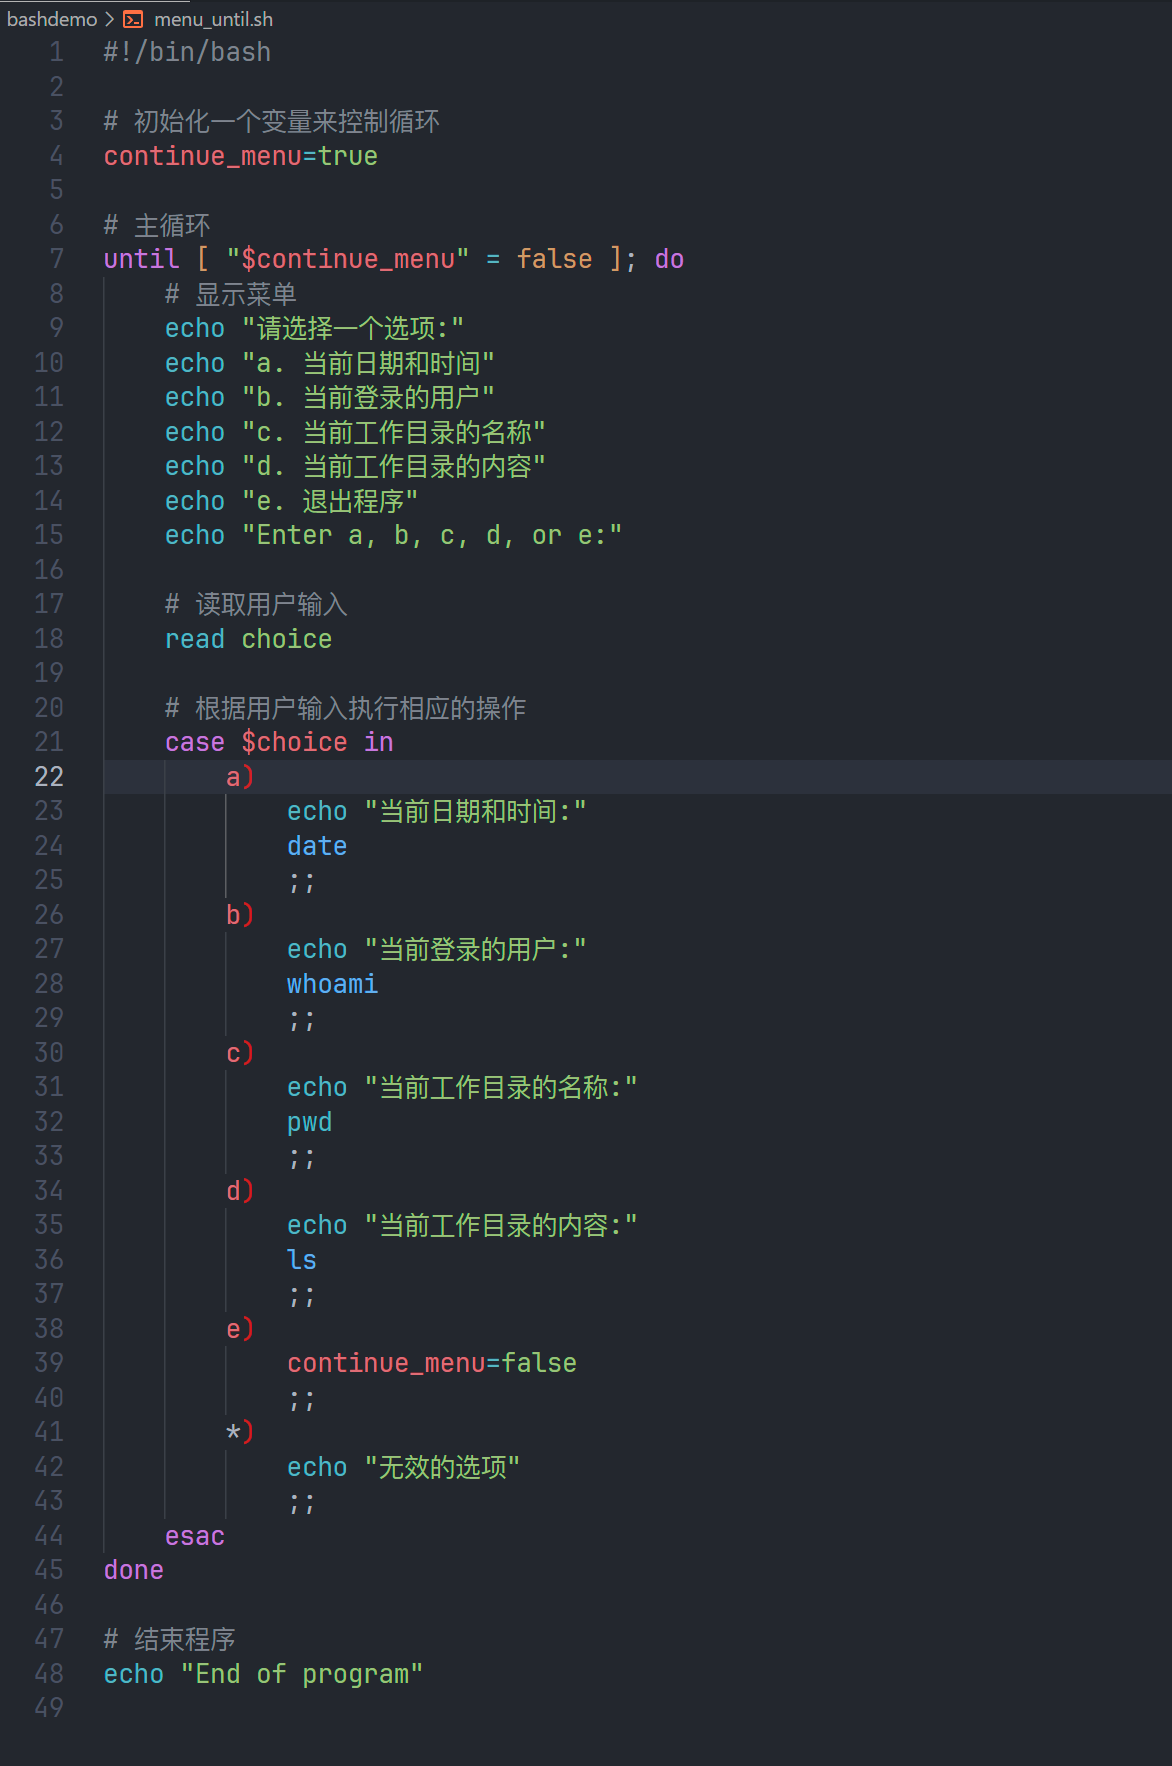 bashdemo > menu_until.sh
1 #!/bin/bash
2
3 # 初始化一个变量来控制循环
4 continue_menu=true
5
6 # 主循环
7 until [ "$continue_menu" = false ]; do
8     # 显示菜单
9     echo "请选择一个选项:"
10     echo "a. 当前日期和时间"
11     echo "b. 当前登录的用户"
12     echo "c. 当前工作目录的名称"
13     echo "d. 当前工作目录的内容"
14     echo "e. 退出程序"
15     echo "Enter a, b, c, d, or e:"
16
17     # 读取用户输入
18     read choice
19
20     # 根据用户输入执行相应的操作
21     case $choice in
22         a)
23             echo "当前日期和时间:"
24             date
25             ;;
26         b)
27             echo "当前登录的用户:"
28             whoami
29             ;;
30         c)
31             echo "当前工作目录的名称:"
32             pwd
33             ;;
34         d)
35             echo "当前工作目录的内容:"
36             ls
37             ;;
38         e)
39             continue_menu=false
40             ;;
41         *)
42             echo "无效的选项"
43             ;;
44     esac
45 done
46
47 # 结束程序
48 echo "End of program"
49